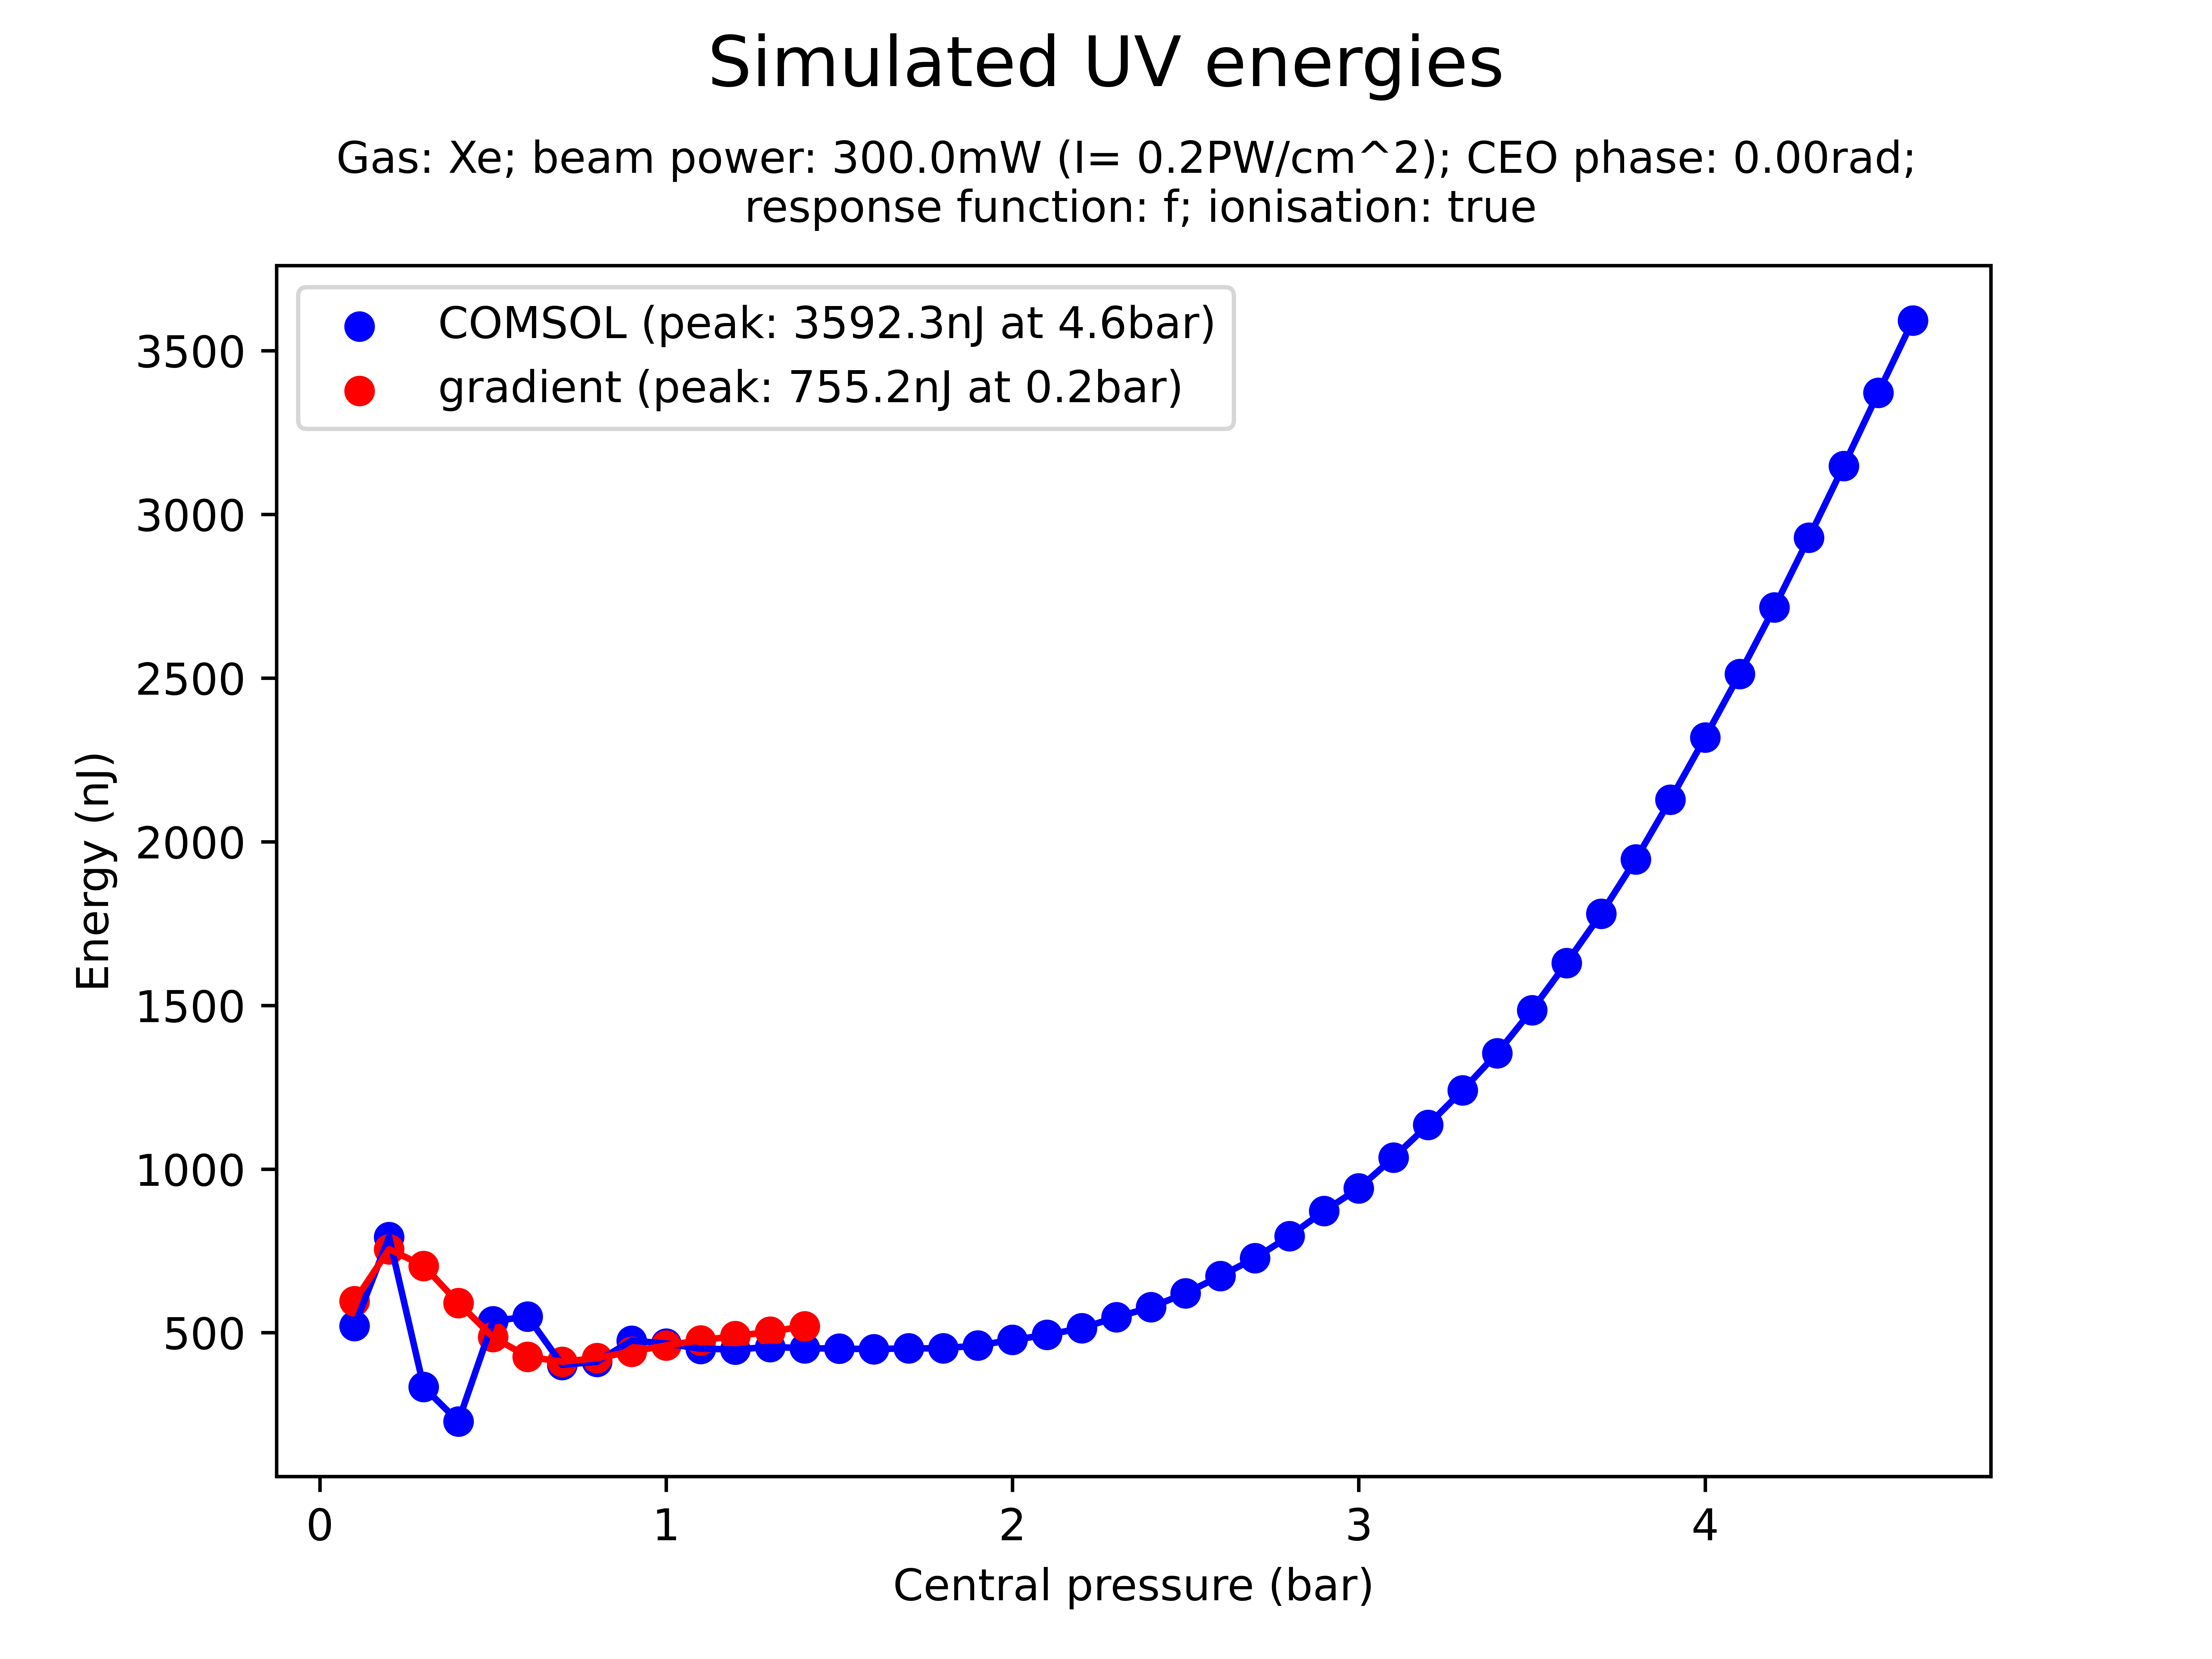 Simulated UV energies
Gas: Xe; beam power: 300.0mW (I= 0.2PW/cm^2); CEO phase: 0.00rad;
response function: f; ionisation: true
COMSOL (peak: 3592.3nJ at 4.6bar)
gradient (peak: 755.2nJ at 0.2bar)
3500
3000
2500
2000
1500
1000
500
Energy (nJ)
0 1 2 3 4
Central pressure (bar)